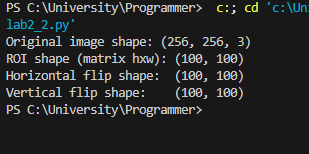 PS C:\University\Programmer> c:; cd 'c:\Uni
lab2_2.py'
Original image shape: (256, 256, 3)
ROI shape (matrix hxw): (100, 100)
Horizontal flip shape:  (100, 100)
Vertical flip shape:    (100, 100)
PS C:\University\Programmer>